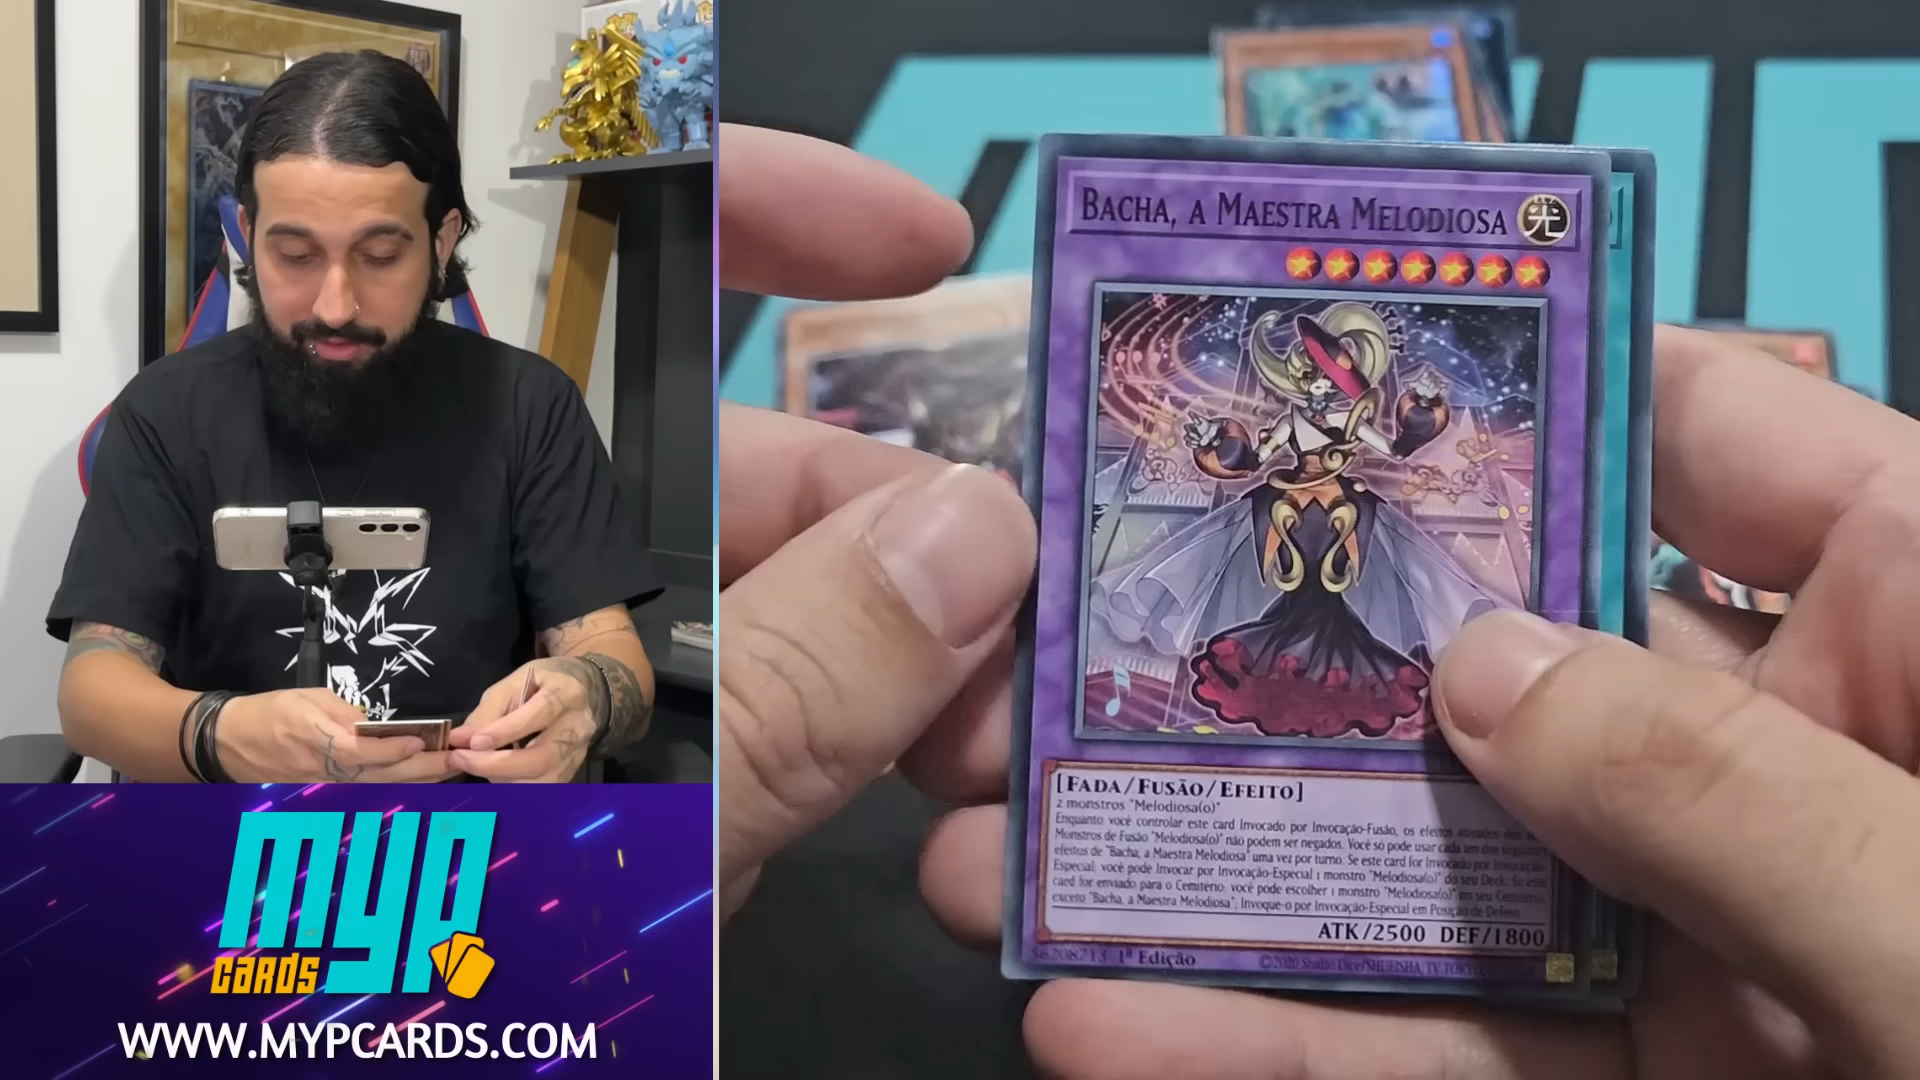 myp
cards
WWW.MYPCARDS.COM
BACHA, A MAESTRA MELODIOSA
光
[FADA/FUSÃO/EFEITO]
2 monstros "Melodiosa(o)"
Enquanto você controlar este card Invocado por Invocação-Fusão, os efeitos ativados dos
Monstros de Fusão "Melodiosa(o)" não podem ser negados. Você só pode usar cada um dos seguintes
efeitos de "Bacha, a Maestra Melodiosa" uma vez por turno. Se este card for Invocado por Invocação-
Especial: você pode Invocar por Invocação-Especial 1 monstro "Melodiosa(o)" do seu Deck. Se este
card for enviado para o Cemitério: você pode escolher 1 monstro "Melodiosa(o)" no seu Cemitério,
exceto "Bacha, a Maestra Melodiosa"; Invoque-o por Invocação-Especial em Posição de Defesa.
ATK/2500 DEF/1800
1ª Edição
©2020 Studio Dice/SHUEISHA, TV TOKYO,